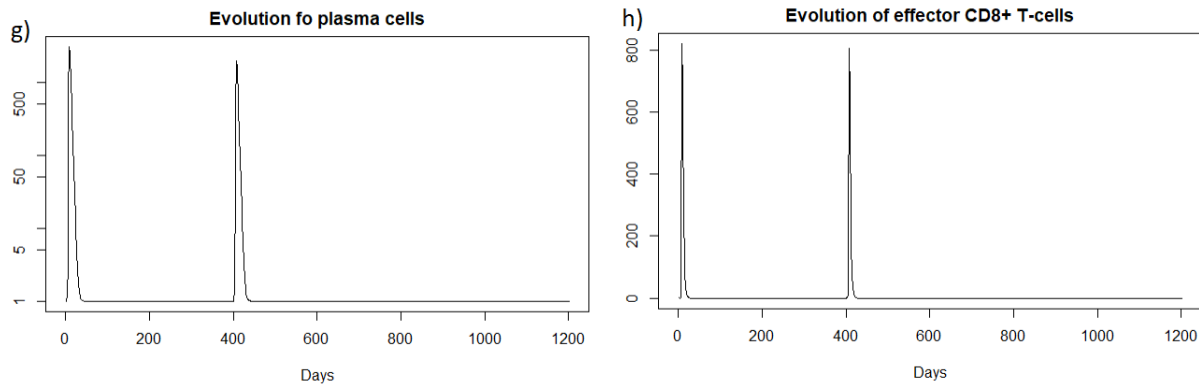 g)
Evolution fo plasma cells
500
50
5
1
0 200 400 600 800 1000 1200
Days
h)
Evolution of effector CD8+ T-cells
800
600
400
200
0
0 200 400 600 800 1000 1200
Days